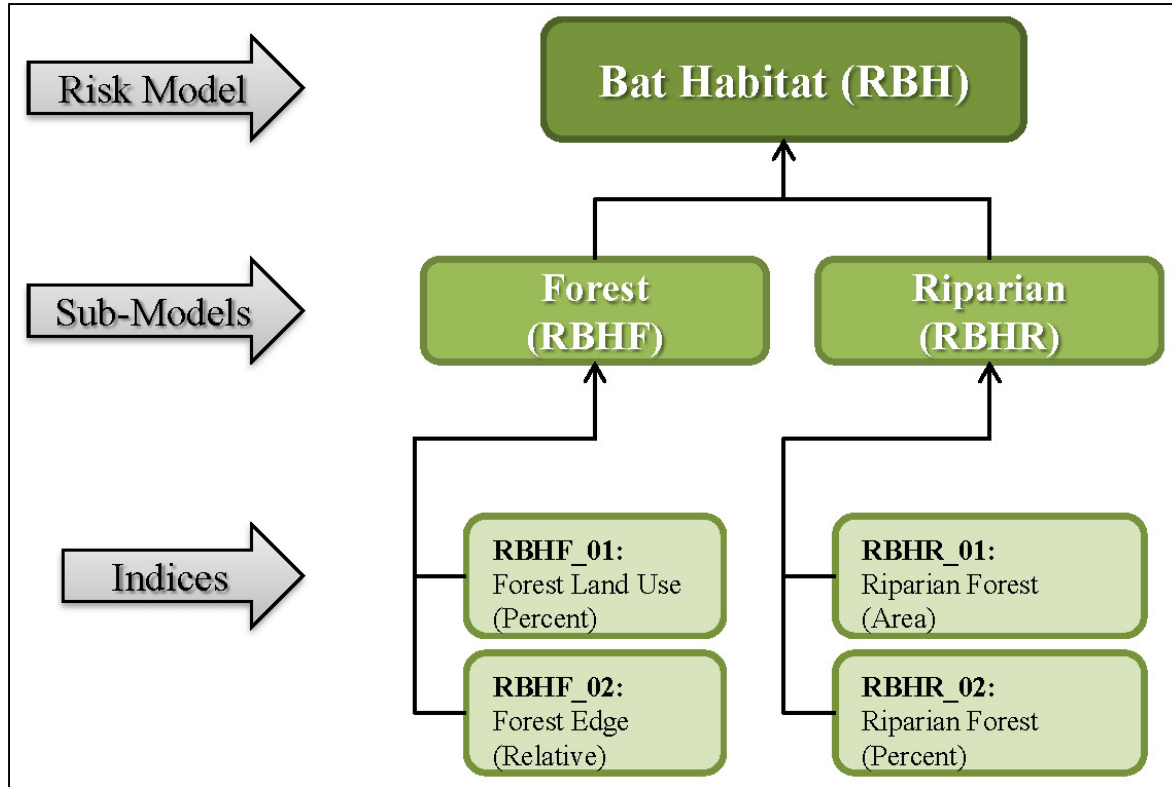 Risk Model
Bat Habitat (RBH)
Sub-Models
Forest
(RBHF)
Riparian
(RBHR)
Indices
RBHF_01:
Forest Land Use
(Percent)
RBHR_01:
Riparian Forest
(Area)
RBHF_02:
Forest Edge
(Relative)
RBHR_02:
Riparian Forest
(Percent)